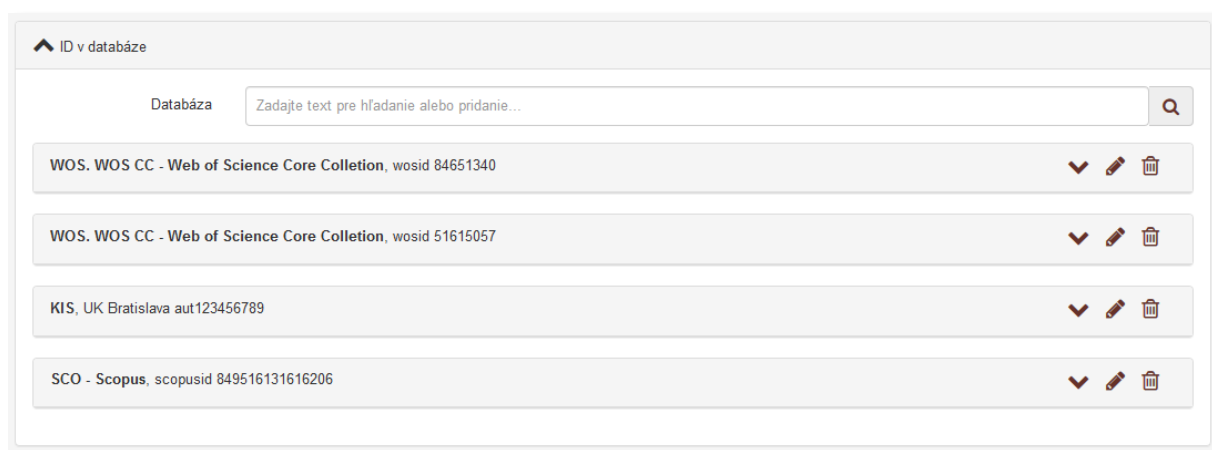 ID v databáze
Databáza Zadajte text pre hľadanie alebo pridanie...
WOS. WOS CC - Web of Science Core Colletion, wosid 84651340
WOS. WOS CC - Web of Science Core Colletion, wosid 51615057
KIS, UK Bratislava aut123456789
SCO - Scopus, scopusid 849516131616206